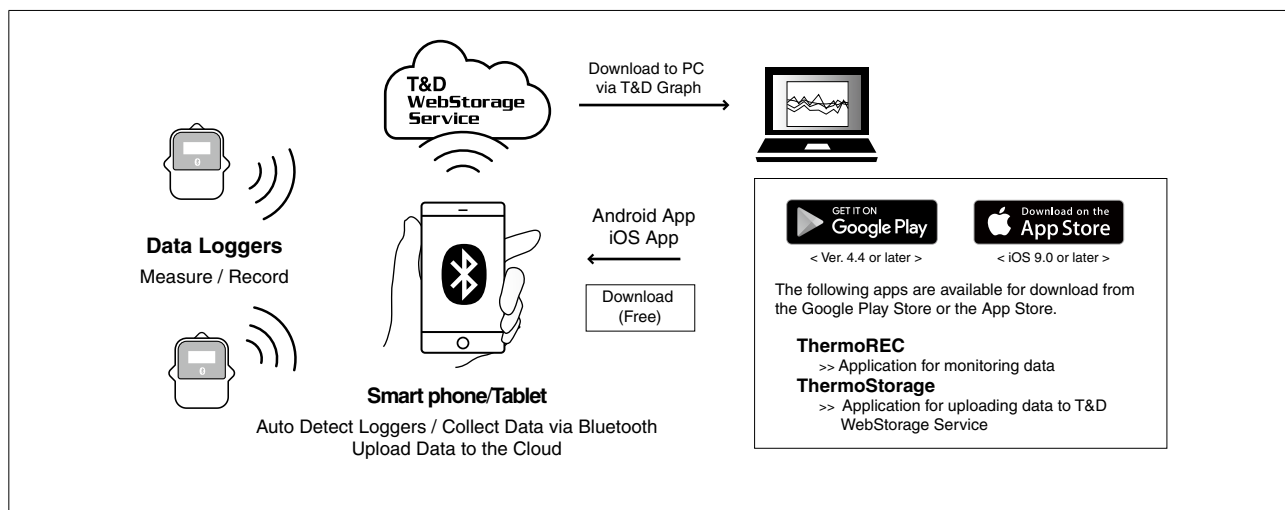 T&D
WebStorage
Service
Download to PC
via T&D Graph
Data Loggers
Measure / Record
Android App
iOS App
Download
(Free)
Smart phone/Tablet
Auto Detect Loggers / Collect Data via Bluetooth
Upload Data to the Cloud
GET IT ON
Google Play
< Ver. 4.4 or later >
Download on the
App Store
< iOS 9.0 or later >
The following apps are available for download from
the Google Play Store or the App Store.
ThermoREC
>> Application for monitoring data
ThermoStorage
>> Application for uploading data to T&D
WebStorage Service